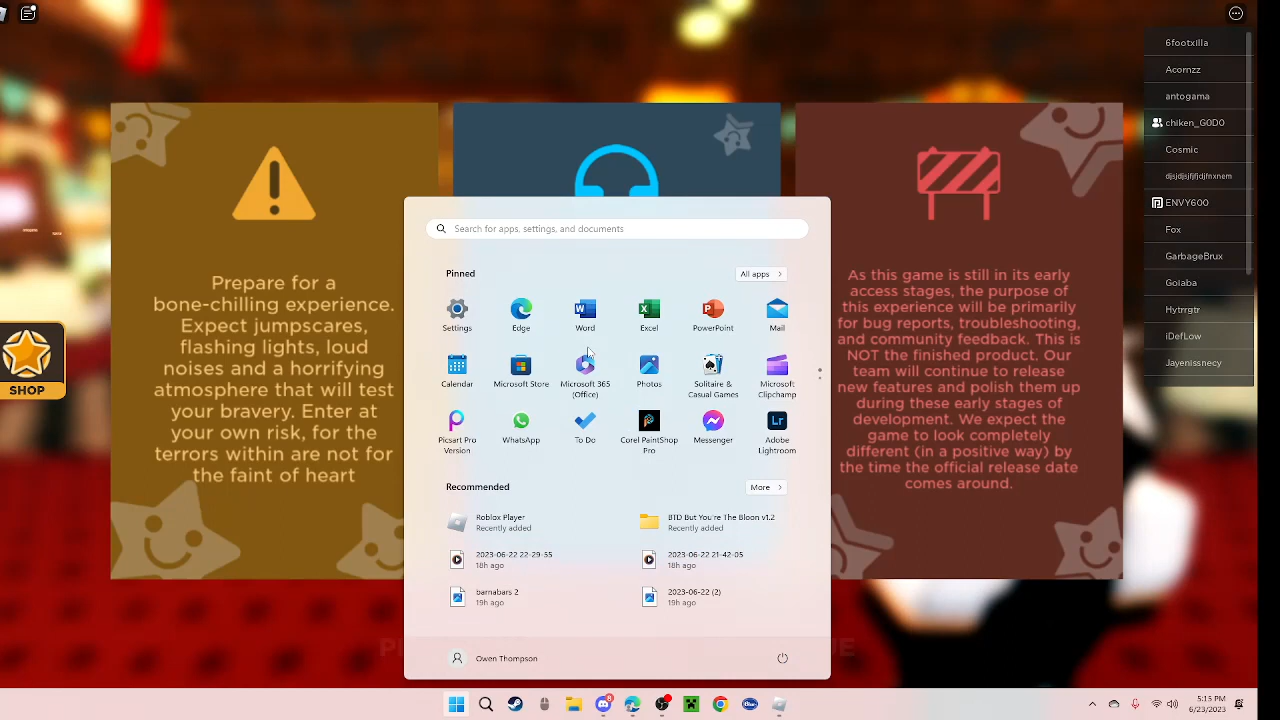 6footxilla
Acornzz
antogama
chiken_G0D0
Cosmic
djsjdjsjfjdjfnxnem
ENVY600
Fox
GarbageBrux
Golaba
Hytrrgtr
IDefLow
Jayenissnecy
SHOP
Prepare for a
bone-chilling experience.
Expect jumpscares,
flashing lights, loud
noises and a horrifying
atmosphere that will test
your bravery. Enter at
your own risk, for the
terrors within are not for
the faint of heart
As this game is still in its early
access stages, the purpose of
this experience will be primarily
for bug reports, troubleshooting,
and community feedback. This is
NOT the finished product. Our
team will continue to release
new features and polish them up
during these early stages of
development. We expect the
game to look completely
different (in a positive way) by
the time the official release date
comes around.
Search for apps, settings, and documents
Pinned
All apps
Settings
Edge
Word
Excel
PowerPoint
Mail
Calendar
Microsoft Store
Microsoft 365
(Office)
Photos
Solitaire &
Casual Games
Microsoft
Clipchamp
Picsart Pro
Version
WhatsApp
To Do
Corel PaintShop
Pro
Messenger
Adobe
Lightroom
Recommended
More
Roblox Player
Recently added
BTD But You're The Bloon v1.2
Recently added
2023-06-22 22-29-35
18h ago
2023-06-22 21-42-05
18h ago
barnabars 2
19h ago
2023-06-22 (2)
19h ago
Owen Thompson
5:15 PM
6/23/2023